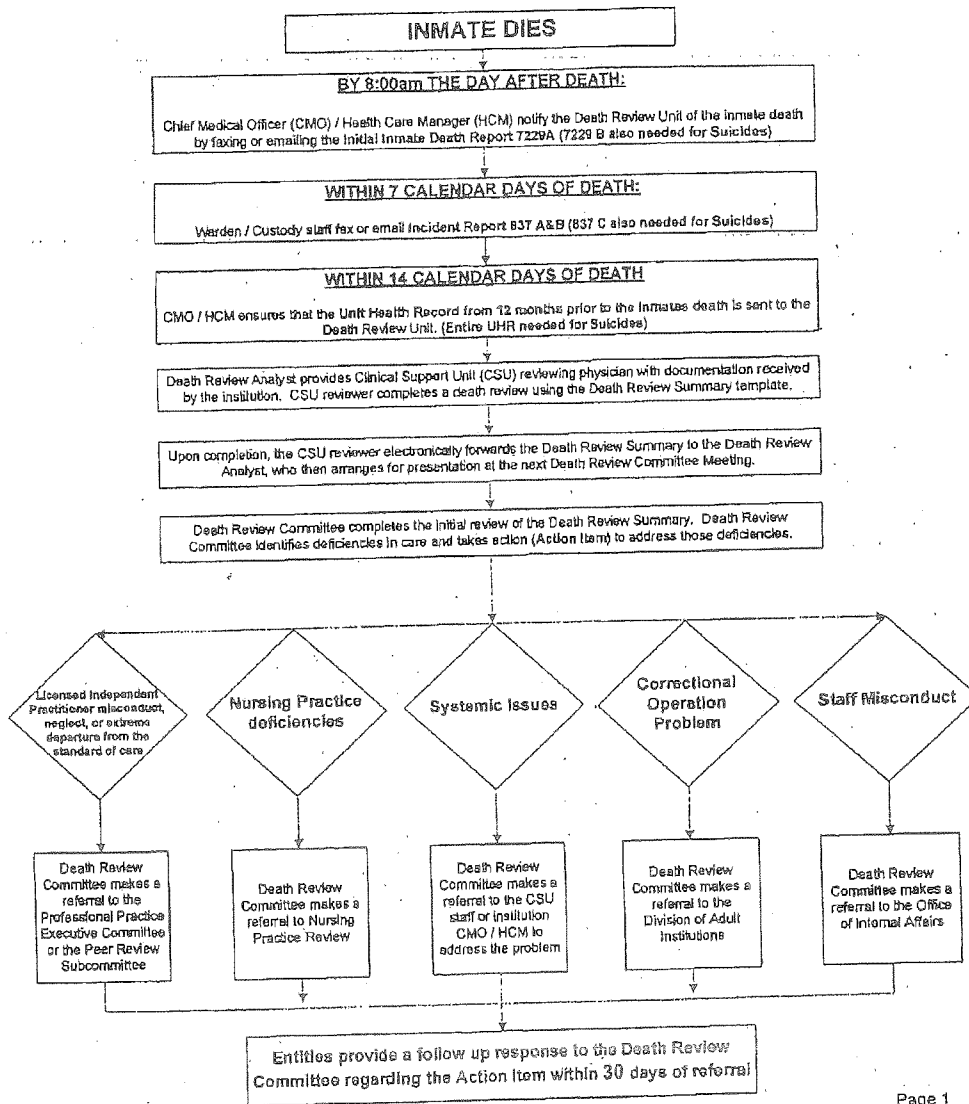 INMATE DIES
BY 8:00am THE DAY AFTER DEATH:
Chief Medical Officer (CMO) / Health Care Manager (HCM) notify the Death Review Unit of the inmate death
by faxing or emailing the Initial Inmate Death Report 7229A (7229 B also needed for Suicides)
WITHIN 7 CALENDAR DAYS OF DEATH:
Warden / Custody staff fax or email Incident Report 837 A&B (837 C also needed for Suicides)
WITHIN 14 CALENDAR DAYS OF DEATH
CMO / HCM ensures that the Unit Health Record from 12 months prior to the inmates death is sent to the
Death Review Unit. (Entire UHR needed for Suicides)
Death Review Analyst provides Clinical Support Unit (CSU) reviewing physician with documentation received
by the institution. CSU reviewer completes a death review using the Death Review Summary template.
Upon completion, the CSU reviewer electronically forwards the Death Review Summary to the Death Review
Analyst, who then arranges for presentation at the next Death Review Committee Meeting.
Death Review Committee completes the initial review of the Death Review Summary. Death Review
Committee identifies deficiencies in care and takes action (Action Item) to address those deficiencies.
Licensed Independent
Practitioner misconduct,
neglect, or extreme
departure from the
standard of care
Nursing Practice
deficiencies
Systemic Issues
Correctional
Operation
Problem
Staff Misconduct
Death Review
Committee makes a
referral to the
Professional Practice
Executive Committee
or the Peer Review
Subcommittee
Death Review
Committee makes a
referral to Nursing
Practice Review
Death Review
Committee makes a
referral to the CSU
staff or institution
CMO / HCM to
address the problem
Death Review
Committee makes a
referral to the
Division of Adult
Institutions
Death Review
Committee makes a
referral to the Office
of Internal Affairs
Entities provide a follow up response to the Death Review
Committee regarding the Action Item within 30 days of referral
Page 1